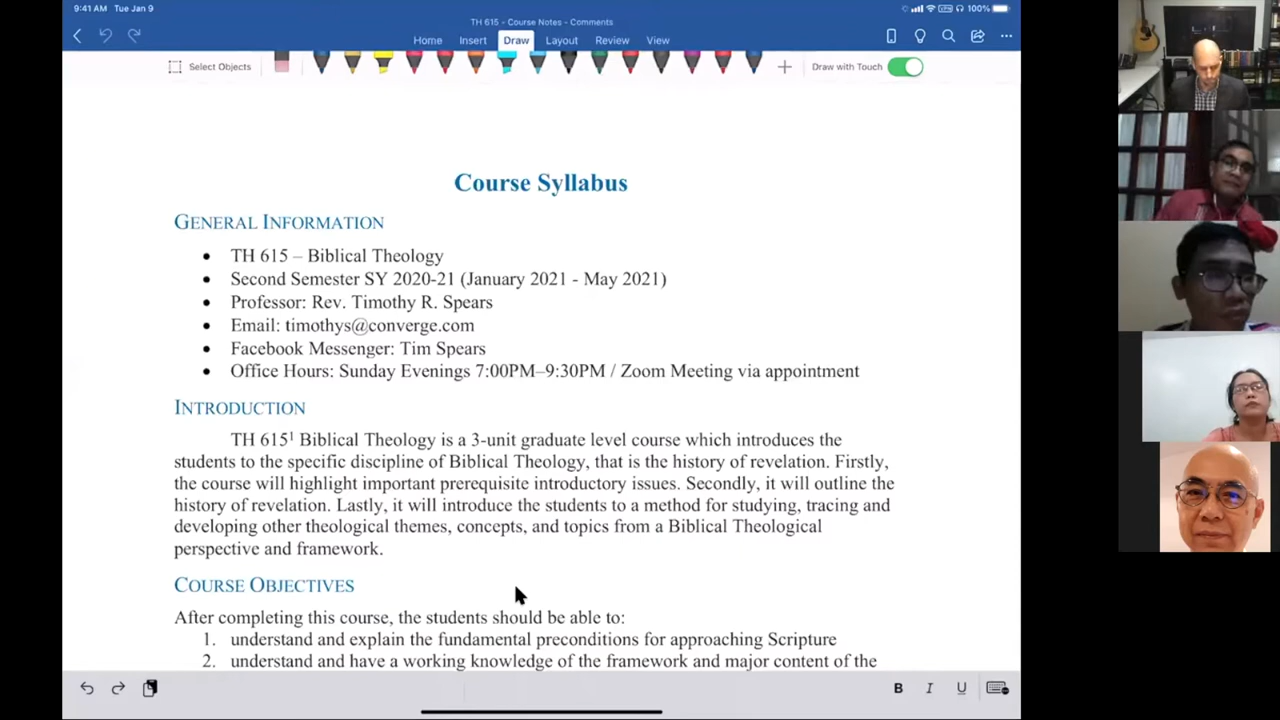 9:41 AM Tue Jan 9
100%
TH 615 - Course Notes - Comments
Home Insert Draw Layout Review View
Select Objects
Draw with Touch
Course Syllabus
GENERAL INFORMATION
• TH 615 – Biblical Theology
• Second Semester SY 2020-21 (January 2021 - May 2021)
• Professor: Rev. Timothy R. Spears
• Email: timothys@converge.com
• Facebook Messenger: Tim Spears
• Office Hours: Sunday Evenings 7:00PM–9:30PM / Zoom Meeting via appointment
INTRODUCTION
TH 615¹ Biblical Theology is a 3-unit graduate level course which introduces the
students to the specific discipline of Biblical Theology, that is the history of revelation. Firstly,
the course will highlight important prerequisite introductory issues. Secondly, it will outline the
history of revelation. Lastly, it will introduce the students to a method for studying, tracing and
developing other theological themes, concepts, and topics from a Biblical Theological
perspective and framework.
COURSE OBJECTIVES
After completing this course, the students should be able to:
1. understand and explain the fundamental preconditions for approaching Scripture
2. understand and have a working knowledge of the framework and major content of the
B I U